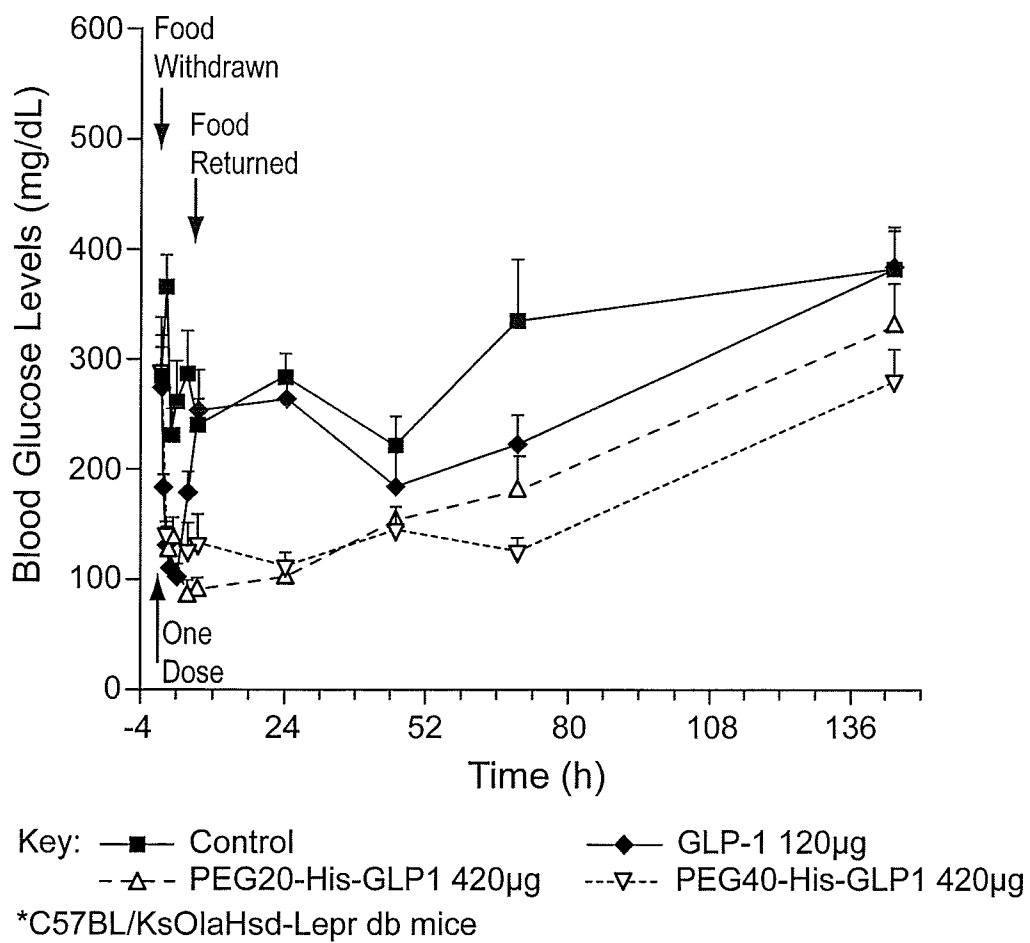 600
Food
Withdrawn
500
Food
Returned
400
300
200
100
One
Dose
0
-4 24 52 80 108 136
Blood Glucose Levels (mg/dL)
Time (h)
Key: Control GLP-1 120µg
PEG20-His-GLP1 420µg PEG40-His-GLP1 420µg
*C57BL/KsOlaHsd-Lepr db mice